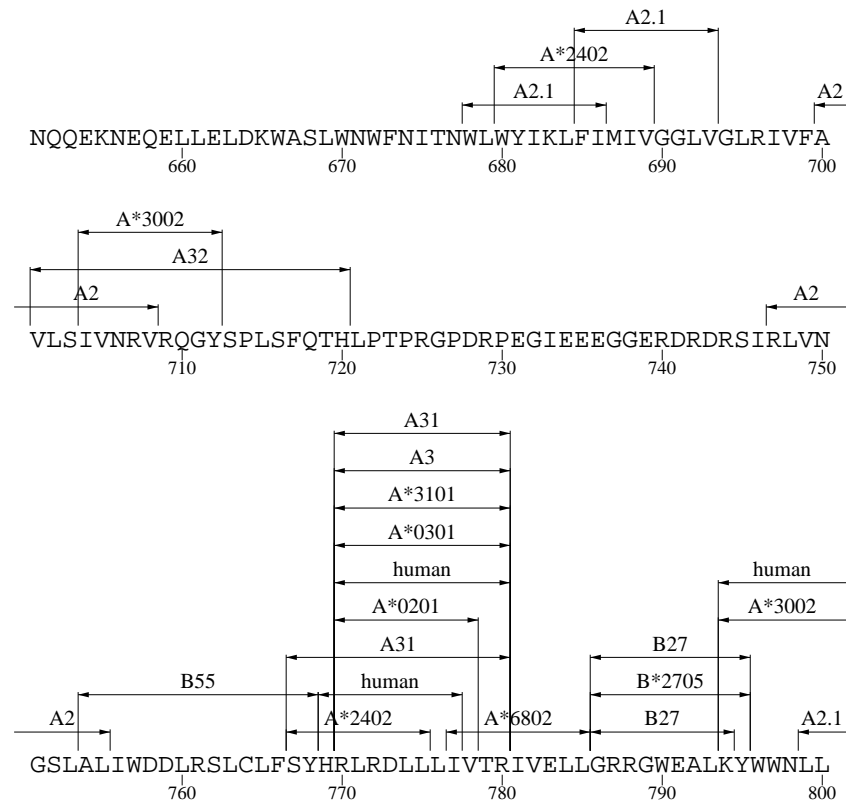 A2.1
A*2402
A2.1 A2
NQQEKNEQELLELDKWASLWNWFNITNWLWYIKLFIMIVGGLVGLRIVFA
660 670 680 690 700
A*3002
A32
A2 A2
VLSIVNRVRQGYSPLSFQTHLPTPRGPDRPEGIEEEGGERDRDRSIRLVN
710 720 730 740 750
A31
A3
A*3101
A*0301
human human
A*0201 A*3002
A31 B27
B55 human B*2705
A2 A*2402 A*6802 B27 A2.1
GSLALIWDDLRSLCLFSYHRLRDLLLIVTRIVELLGRRGWEALKYWWNLL
760 770 780 790 800